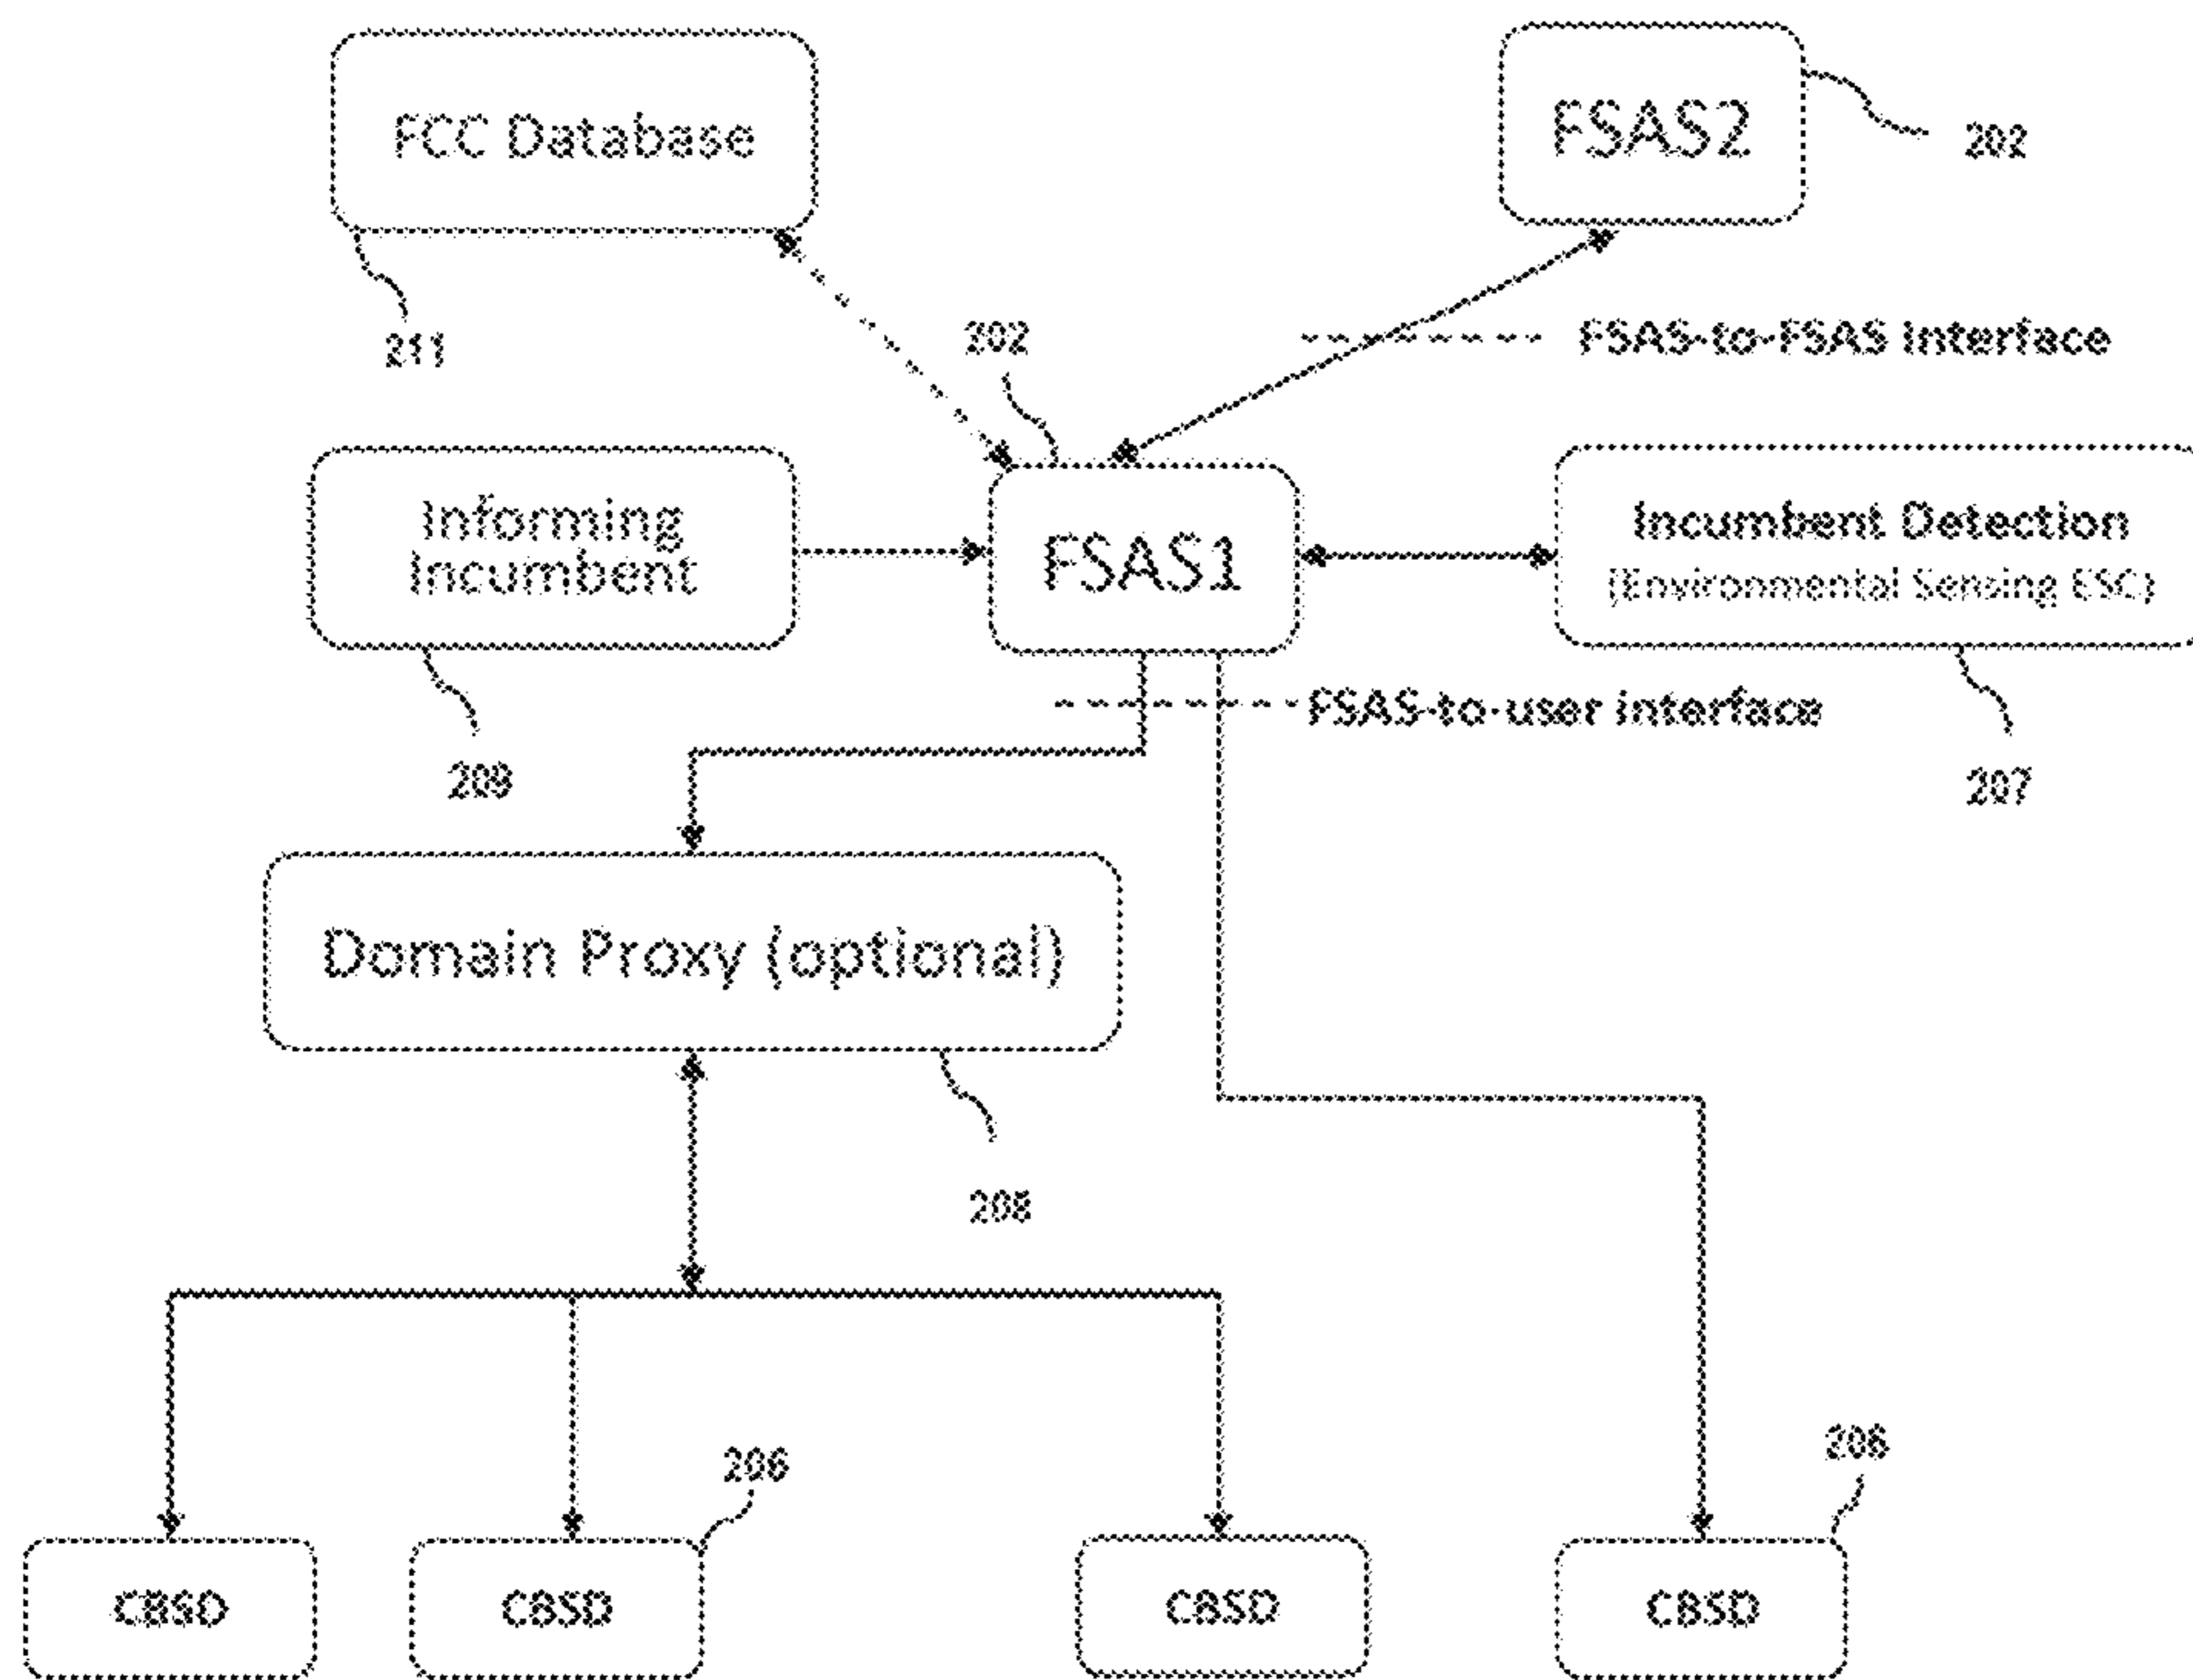 FCC Database
FSAS2
202
211
202
FSAS-to-FSAS Interface
Informing
Incumbent
FSAS1
Incumbent Detection
(Environmental Sensing ESC)
FSAS-to-user interface
209
207
Domain Proxy (optional)
208
206
206
CBSD
CBSD
CBSD
CBSD